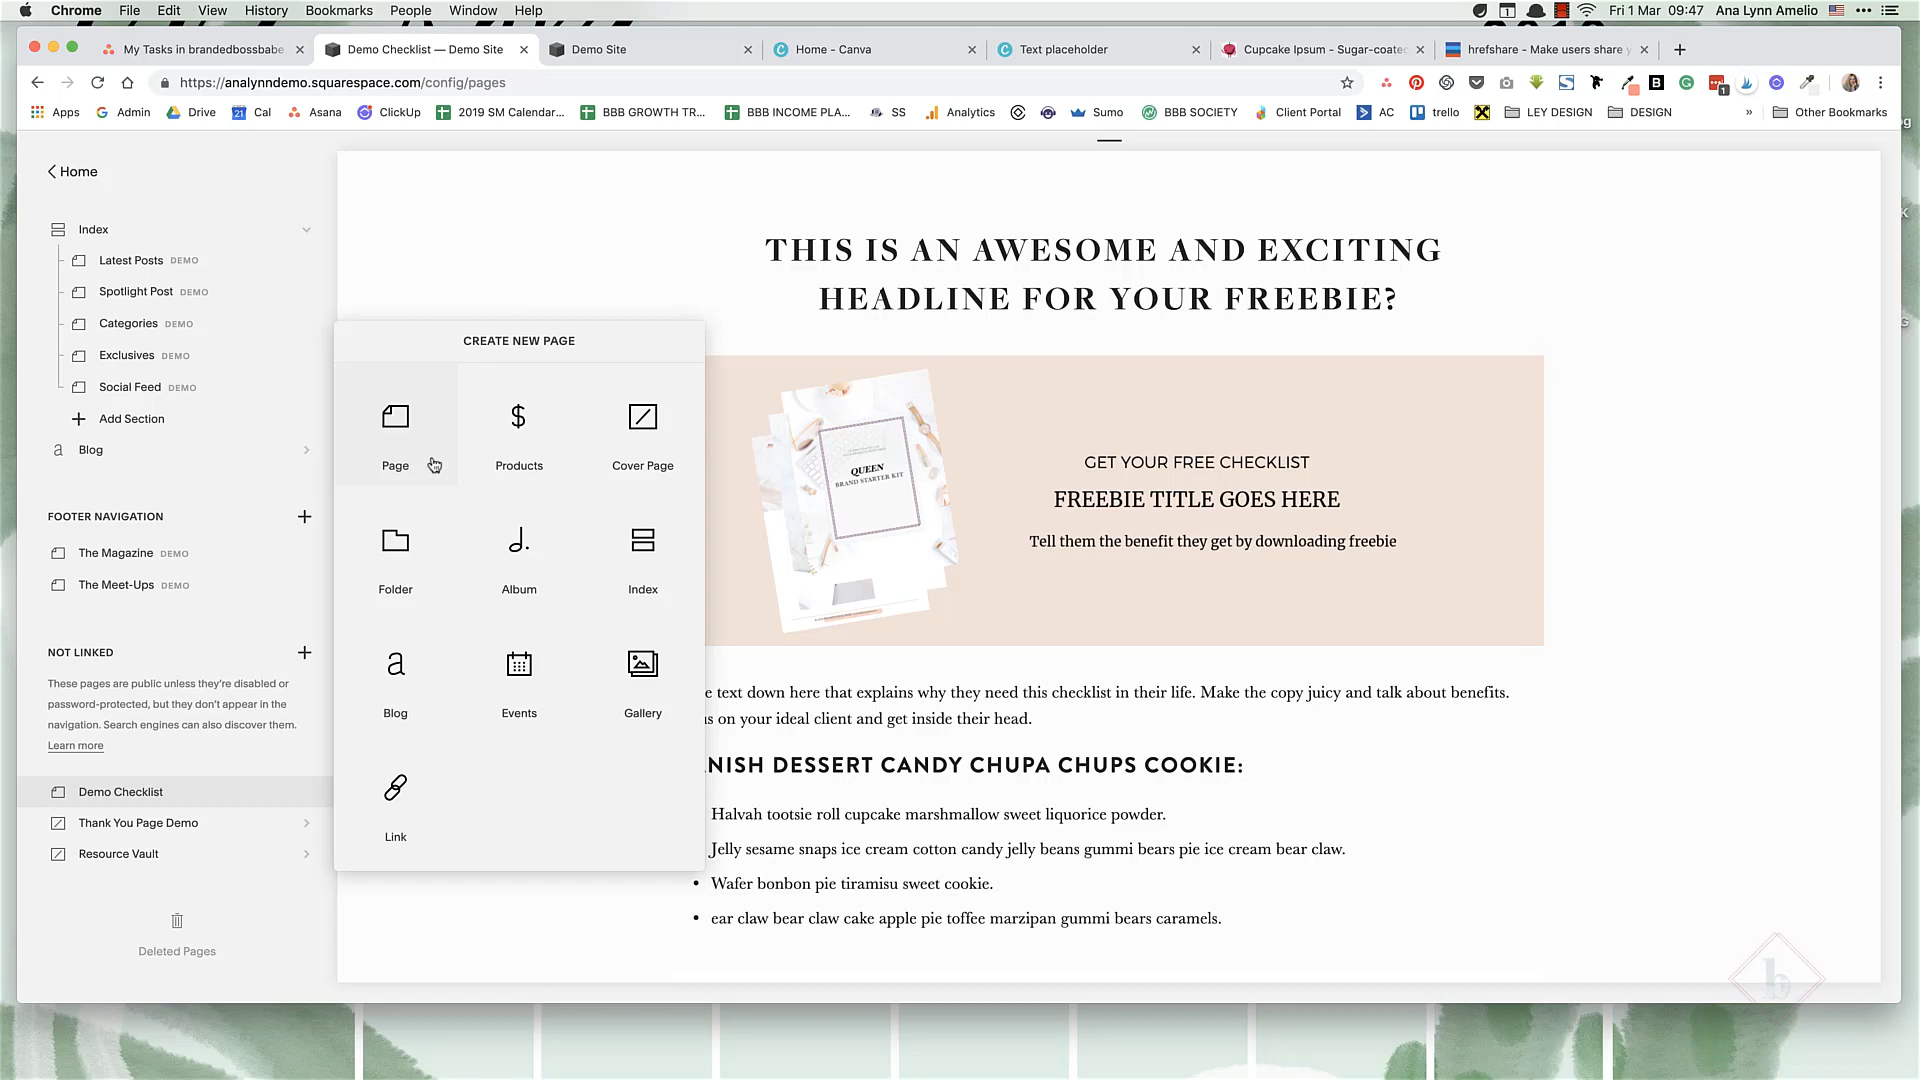 Chrome File Edit View History Bookmarks People Window Help
Fri 1 Mar 09:47 Ana Lynn Amelio
My Tasks in brandedbossbabe
Demo Checklist — Demo Site
Demo Site
Home - Canva
Text placeholder
Cupcake Ipsum - Sugar-coated
hrefshare - Make users share y
https://analynndemo.squarespace.com/config/pages
Apps Admin Drive Cal Asana ClickUp 2019 SM Calendar... BBB GROWTH TR... BBB INCOME PLA... SS Analytics Sumo BBB SOCIETY Client Portal AC trello LEY DESIGN DESIGN » Other Bookmarks
Home
Index
Latest Posts DEMO
Spotlight Post DEMO
Categories DEMO
Exclusives DEMO
Social Feed DEMO
Add Section
Blog
FOOTER NAVIGATION
The Magazine DEMO
The Meet-Ups DEMO
NOT LINKED
These pages are public unless they're disabled or
password-protected, but they don't appear in the
navigation. Search engines can also discover them.
Learn more
Demo Checklist
Thank You Page Demo
Resource Vault
Deleted Pages
CREATE NEW PAGE
Page Products Cover Page
Folder Album Index
Blog Events Gallery
Link
THIS IS AN AWESOME AND EXCITING
HEADLINE FOR YOUR FREEBIE?
QUEEN
BRAND STARTER KIT
GET YOUR FREE CHECKLIST
FREEBIE TITLE GOES HERE
Tell them the benefit they get by downloading freebie
e text down here that explains why they need this checklist in their life. Make the copy juicy and talk about benefits.
s on your ideal client and get inside their head.
NISH DESSERT CANDY CHUPA CHUPS COOKIE:
Halvah tootsie roll cupcake marshmallow sweet liquorice powder.
Jelly sesame snaps ice cream cotton candy jelly beans gummi bears pie ice cream bear claw.
• Wafer bonbon pie tiramisu sweet cookie.
• ear claw bear claw cake apple pie toffee marzipan gummi bears caramels.
b